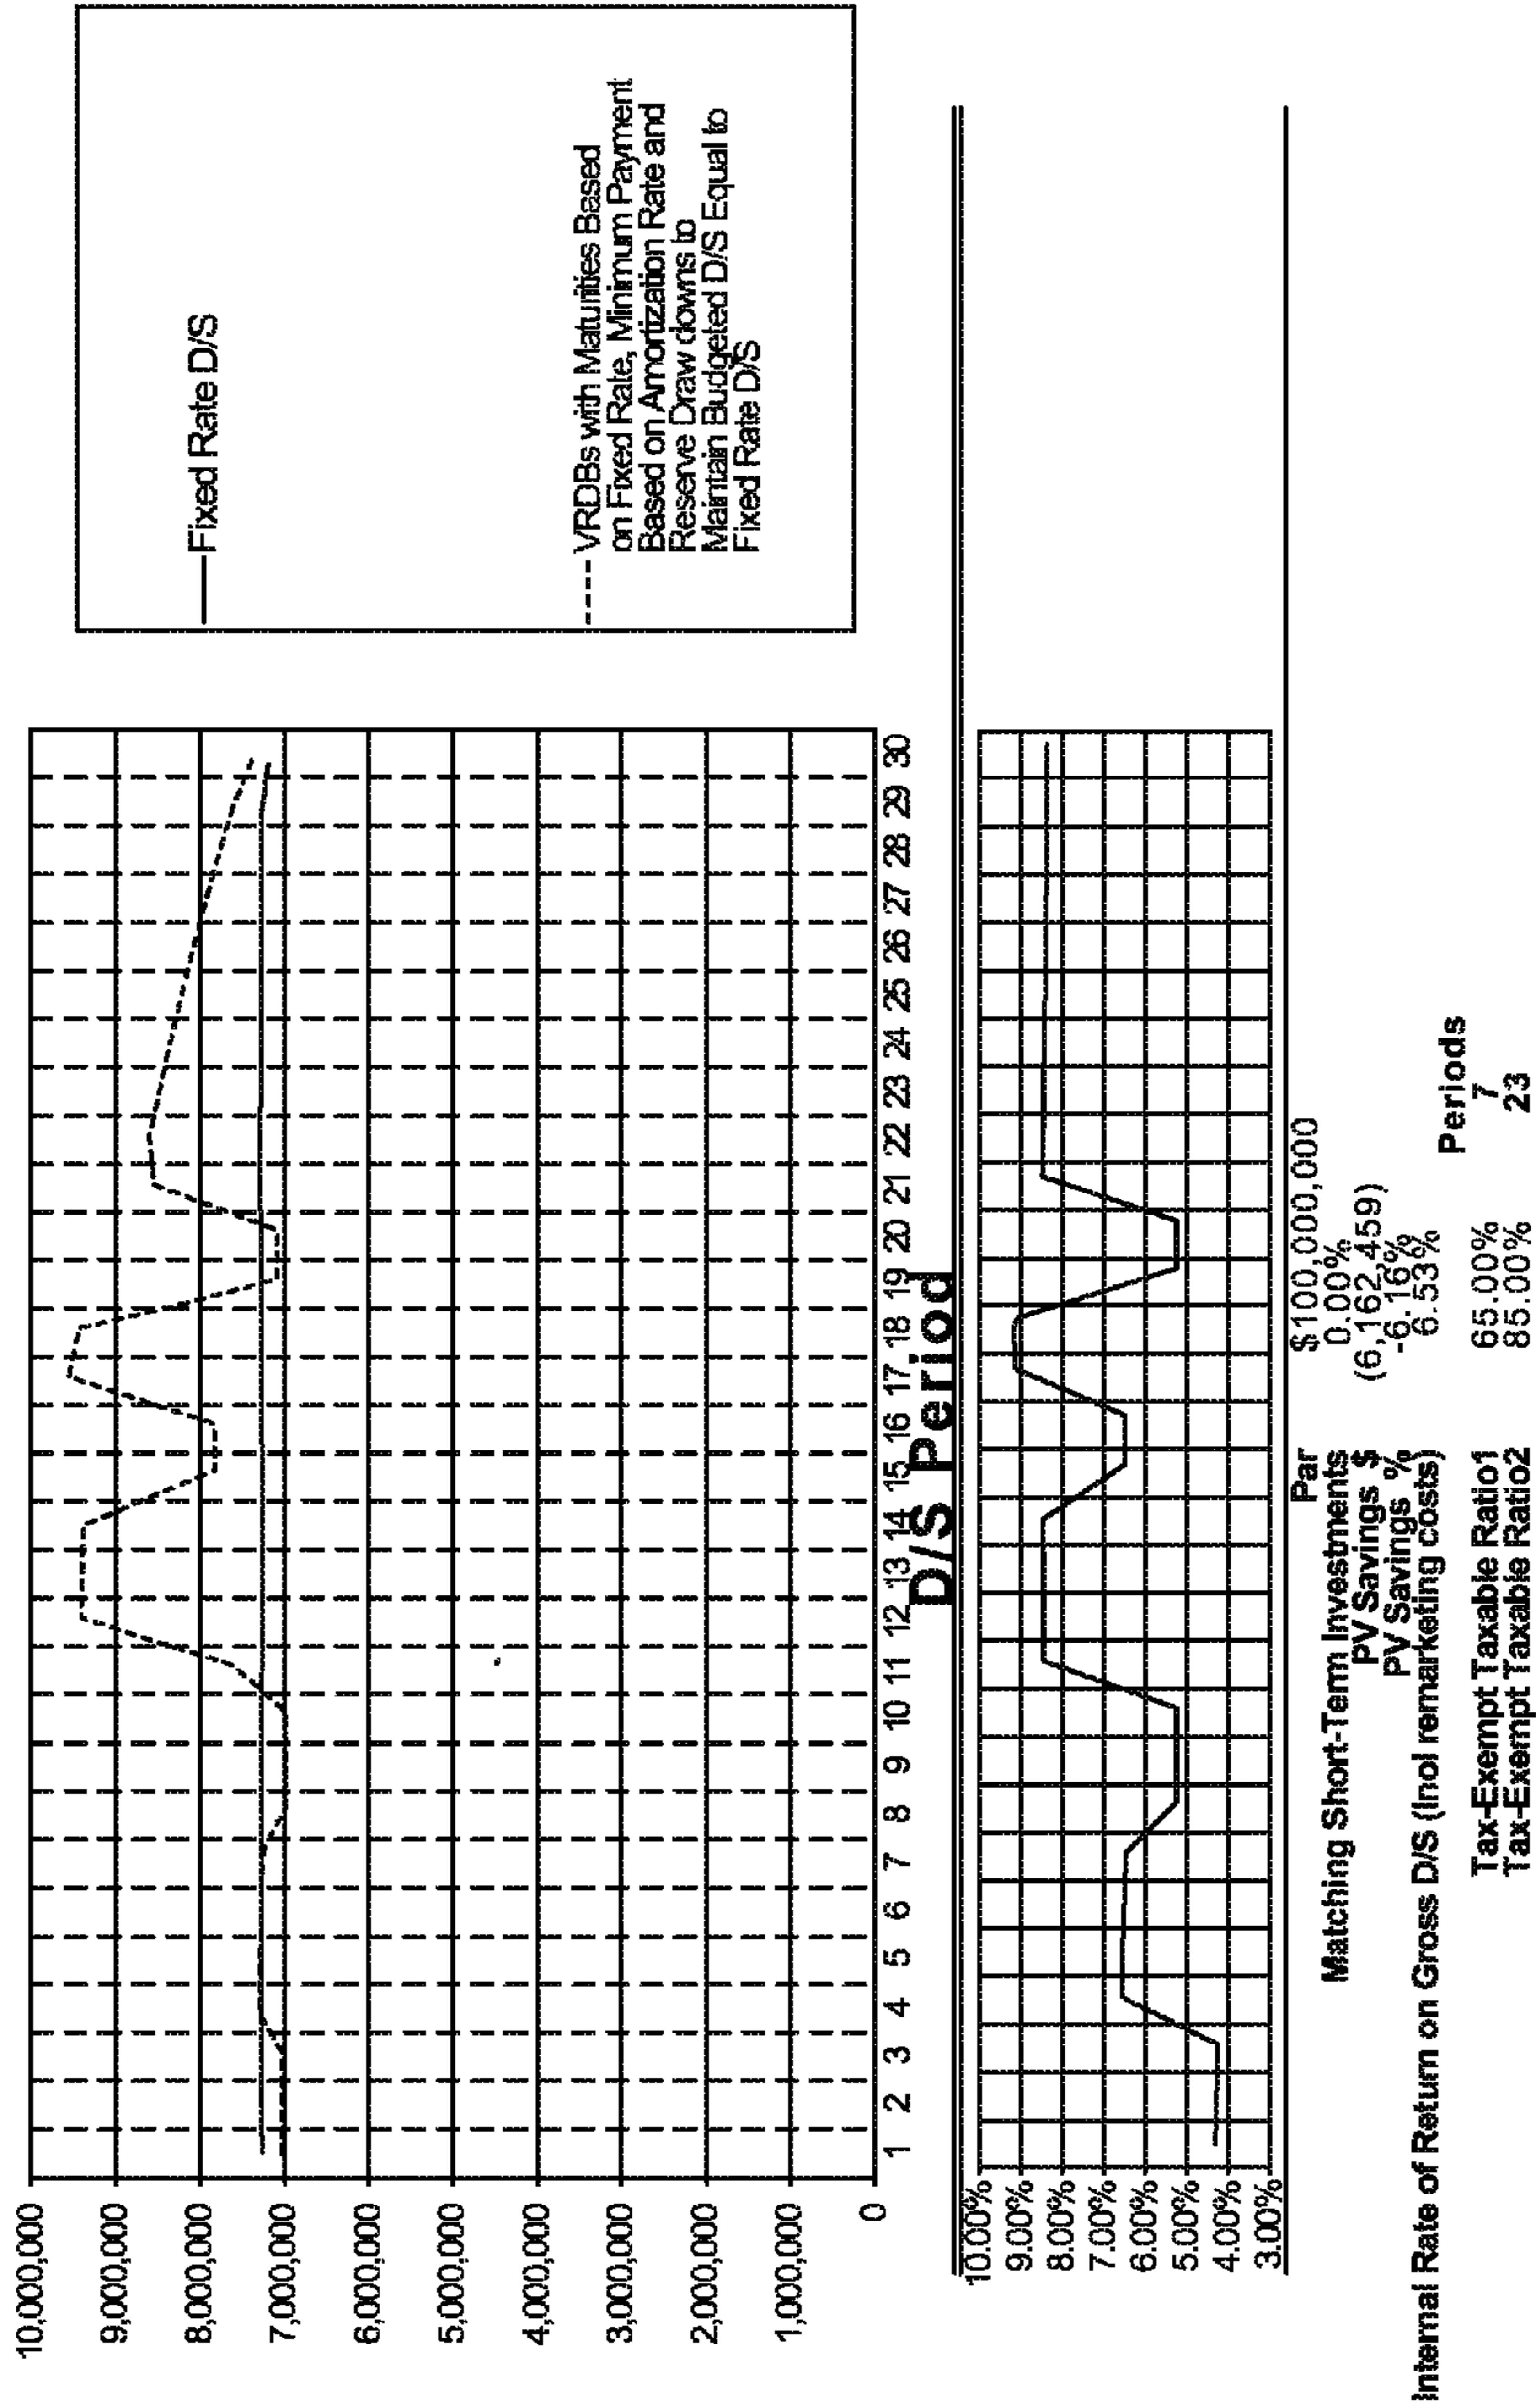 10,000,000
9,000,000
8,000,000
7,000,000
6,000,000
5,000,000
4,000,000
3,000,000
2,000,000
1,000,000
0
1 2 3 4 5 6 7 8 9 10 11 12 13 14 15 16 17 18 19 20 21 22 23 24 25 26 27 28 29 30
D/S Period
Fixed Rate D/S
VRDBs with Maturities Based
on Fixed Rate, Minimum Payment
Based on Amortization Rate and
Reserve Draw downs to
Maintain Budgeted D/S Equal to
Fixed Rate D/S
10.00%
9.00%
8.00%
7.00%
6.00%
5.00%
4.00%
3.00%
Par $100,000,000
Matching Short-Term Investments 0.00%
PV Savings $ (6,162,459)
PV Savings % -6.16%
Internal Rate of Return on Gross D/S (Inol remarketing costs) 6.53%
Periods
Tax-Exempt Taxable Ratio1 65.00% 7
Tax-Exempt Taxable Ratio2 85.00% 23